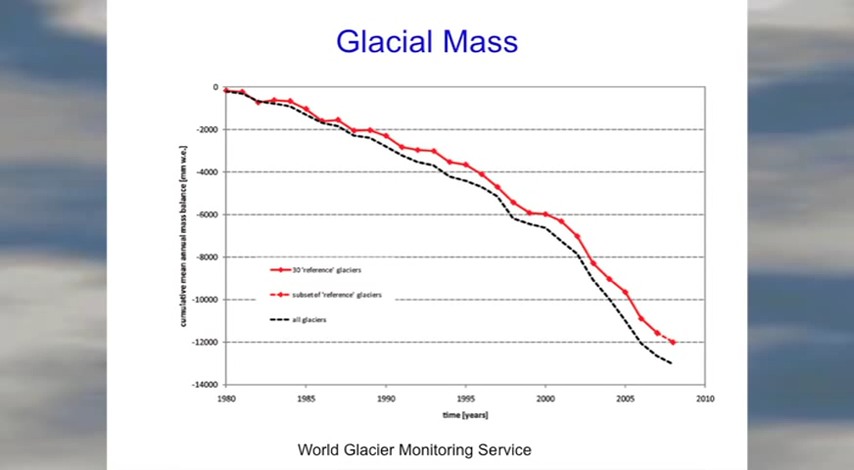 Glacial Mass
0
-2000
-4000
-6000
-8000
-10000
-12000
-14000
cumulative mean annual mass balance [mm w.e.]
30 'reference' glaciers
subset of 'reference' glaciers
all glaciers
1980 1985 1990 1995 2000 2005 2010
time [years]
World Glacier Monitoring Service